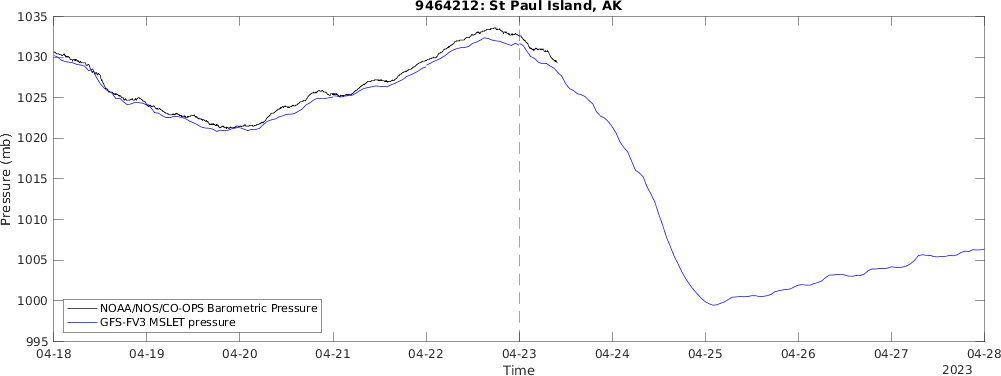 9464212: St Paul Island, AK
1035
1030
1025
1020
1015
1010
1005
1000
995
Pressure (mb)
NOAA/NOS/CO-OPS Barometric Pressure
GFS-FV3 MSLET pressure
04-18 04-19 04-20 04-21 04-22 04-23 04-24 04-25 04-26 04-27 04-28
Time
2023